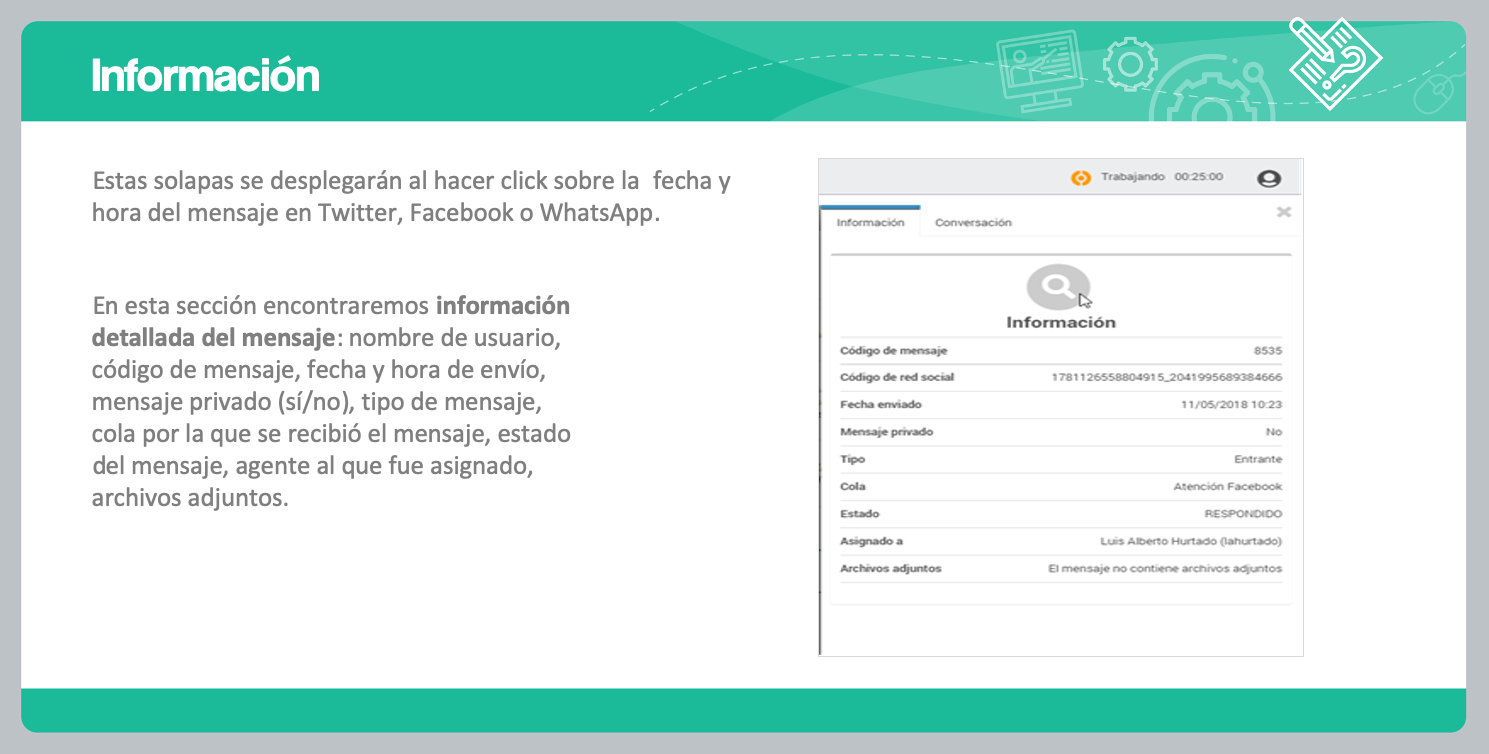 Información
Estas solapas se desplegarán al hacer click sobre la  fecha y
hora del mensaje en Twitter, Facebook o WhatsApp.
En esta sección encontraremos información
detallada del mensaje: nombre de usuario,
código de mensaje, fecha y hora de envío,
mensaje privado (sí/no), tipo de mensaje,
cola por la que se recibió el mensaje, estado
del mensaje, agente al que fue asignado,
archivos adjuntos.
Trabajando 00:25:00
Información Conversación
Información
Código de mensaje 8535
Código de red social 1781126558804915_2041995689384666
Fecha enviado 11/05/2018 10:23
Mensaje privado No
Tipo Entrante
Cola Atención Facebook
Estado RESPONDIDO
Asignado a Luis Alberto Hurtado (lahurtado)
Archivos adjuntos El mensaje no contiene archivos adjuntos